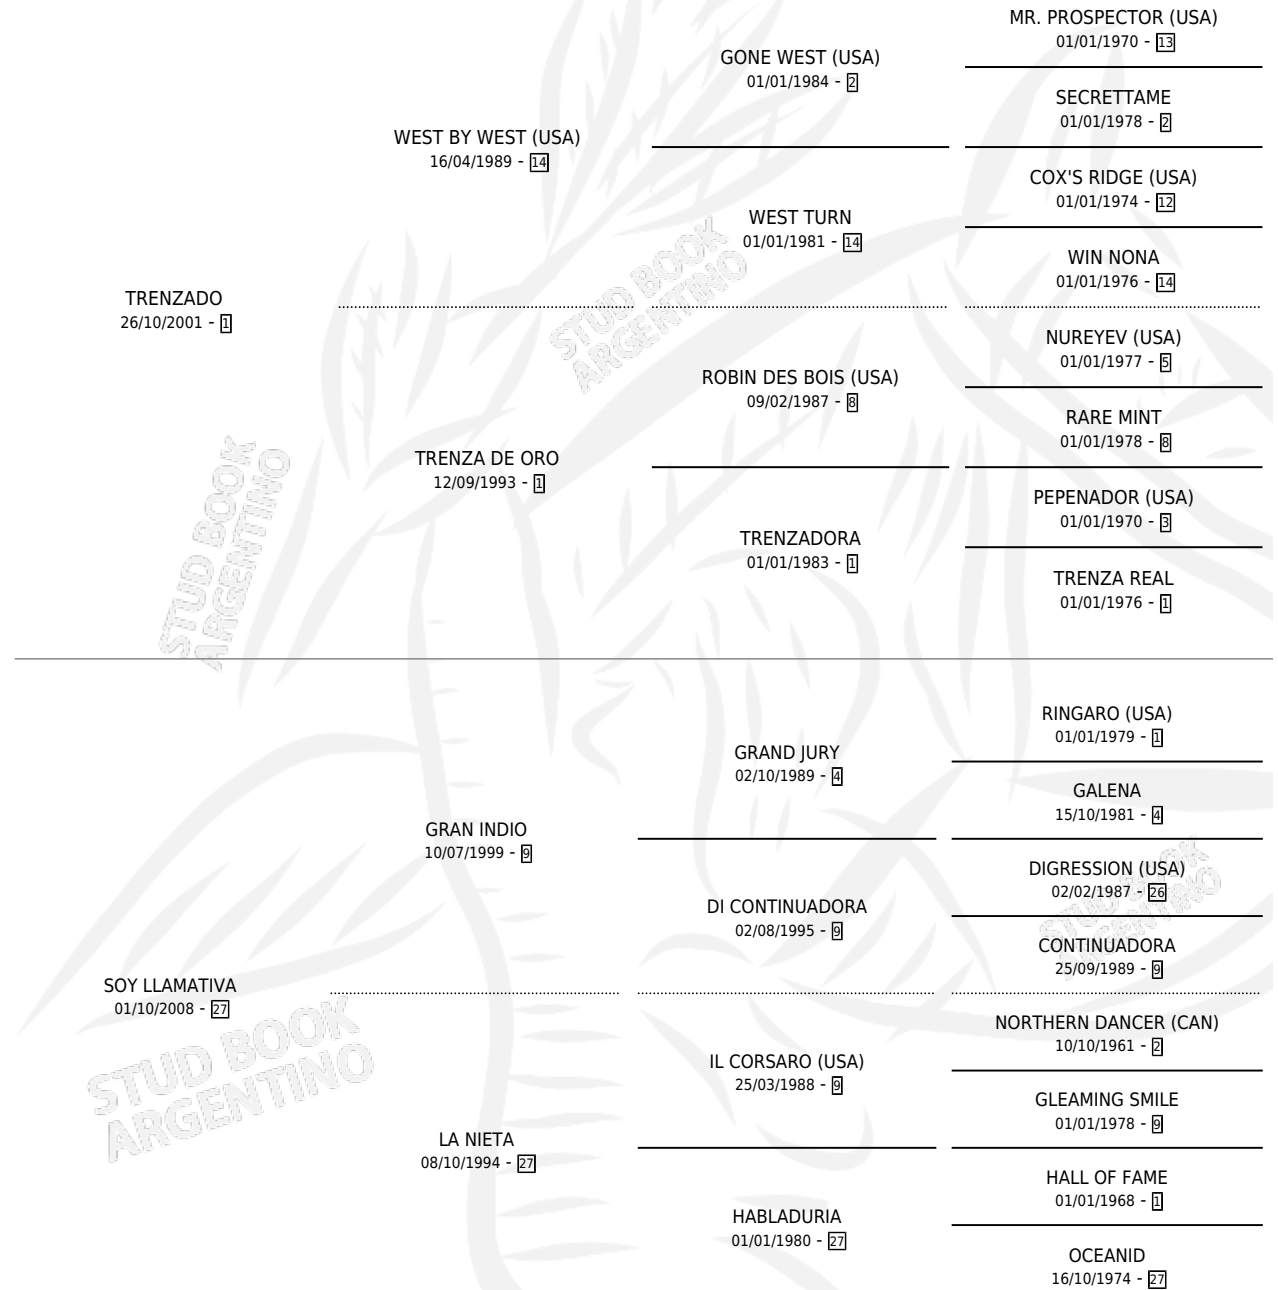 MR. PROSPECTOR (USA)
01/01/1970 - 13
GONE WEST (USA)
01/01/1984 - 2
SECRETTAME
01/01/1978 - 2
WEST BY WEST (USA)
16/04/1989 - 14
COX'S RIDGE (USA)
01/01/1974 - 12
WEST TURN
01/01/1981 - 14
WIN NONA
01/01/1976 - 14
TRENZADO
26/10/2001 - 1
NUREYEV (USA)
01/01/1977 - 5
ROBIN DES BOIS (USA)
09/02/1987 - 8
RARE MINT
01/01/1978 - 8
TRENZA DE ORO
12/09/1993 - 1
PEPENADOR (USA)
01/01/1970 - 3
TRENZADORA
01/01/1983 - 1
TRENZA REAL
01/01/1976 - 1
RINGARO (USA)
01/01/1979 - 1
GRAND JURY
02/10/1989 - 4
GALENA
15/10/1981 - 4
GRAN INDIO
10/07/1999 - 9
DIGRESSION (USA)
02/02/1987 - 26
DI CONTINUADORA
02/08/1995 - 9
CONTINUADORA
25/09/1989 - 9
SOY LLAMATIVA
01/10/2008 - 27
NORTHERN DANCER (CAN)
10/10/1961 - 2
IL CORSARO (USA)
25/03/1988 - 9
GLEAMING SMILE
01/01/1978 - 9
LA NIETA
08/10/1994 - 27
HALL OF FAME
01/01/1968 - 1
HABLADURIA
01/01/1980 - 27
OCEANID
16/10/1974 - 27
STUD BOOK
ARGENTINO
STUD BOOK
ARGENTINO
STUD BOOK
ARGENTINO
STUD BOOK
ARGENTINO